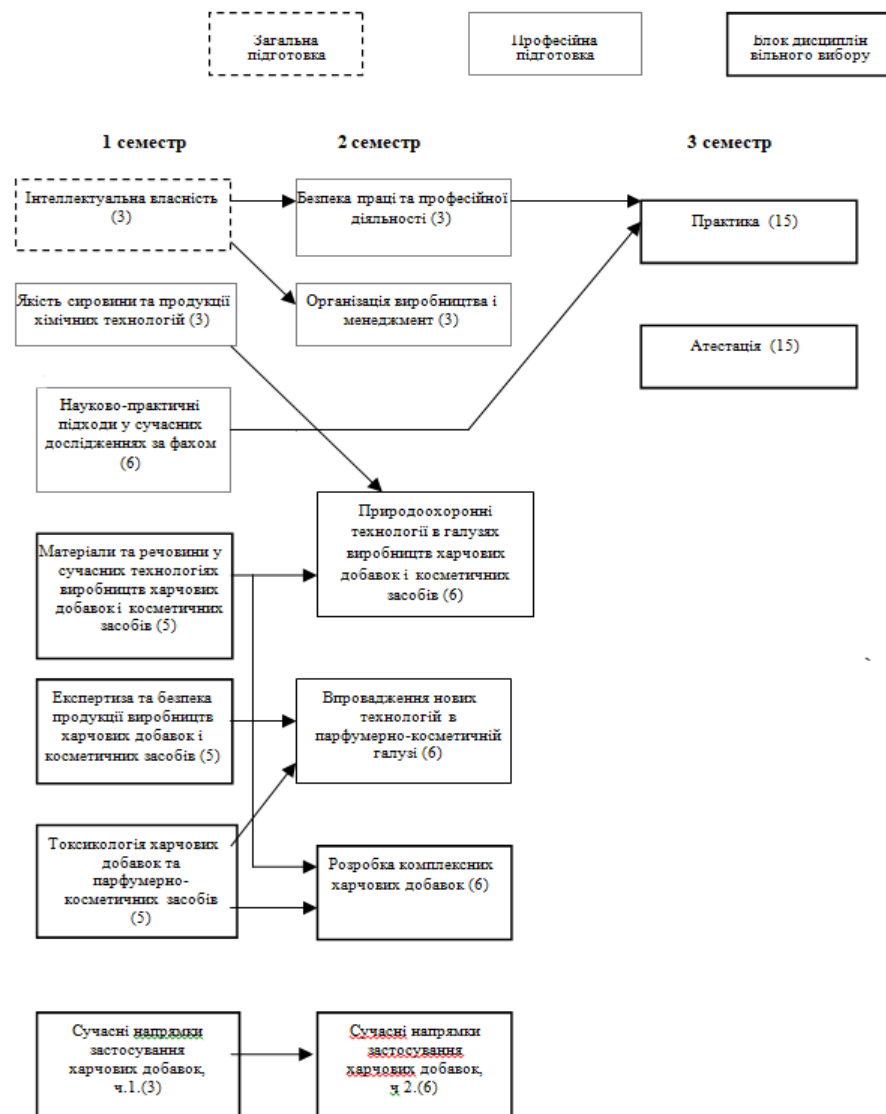 Загальна
підготовка
Професійна
підготовка
Блок дисциплін
вільного вибору
1 семестр
2 семестр
3 семестр
Інтеллектуальна власність
(3)
Безпека праці та професійної
діяльності (3)
Практика (15)
Якість сировини та продукції
хімічних технологій (3)
Організація виробництва і
менеджмент (3)
Атестація (15)
Науково-практичні
підходи у сучасних
дослідженнях за фахом
(6)
Природоохоронні
технології в галузях
виробництв харчових
добавок і косметичних
засобів (6)
Матеріали та речовини у
сучасних технологіях
виробництв харчових
добавок і косметичних
засобів (5)
Експертиза та безпека
продукції виробництв
харчових добавок і
косметичних засобів (5)
Впровадження нових
технологій в
парфумерно-косметичній
галузі (6)
Токсикологія харчових
добавок та
парфумерно-
косметичних засобів
(5)
Розробка комплексних
харчових добавок (6)
Сучасні напрямки
застосування
харчових добавок,
ч.1.(3)
Сучасні напрямки
застосування
харчових добавок,
ч 2.(6)